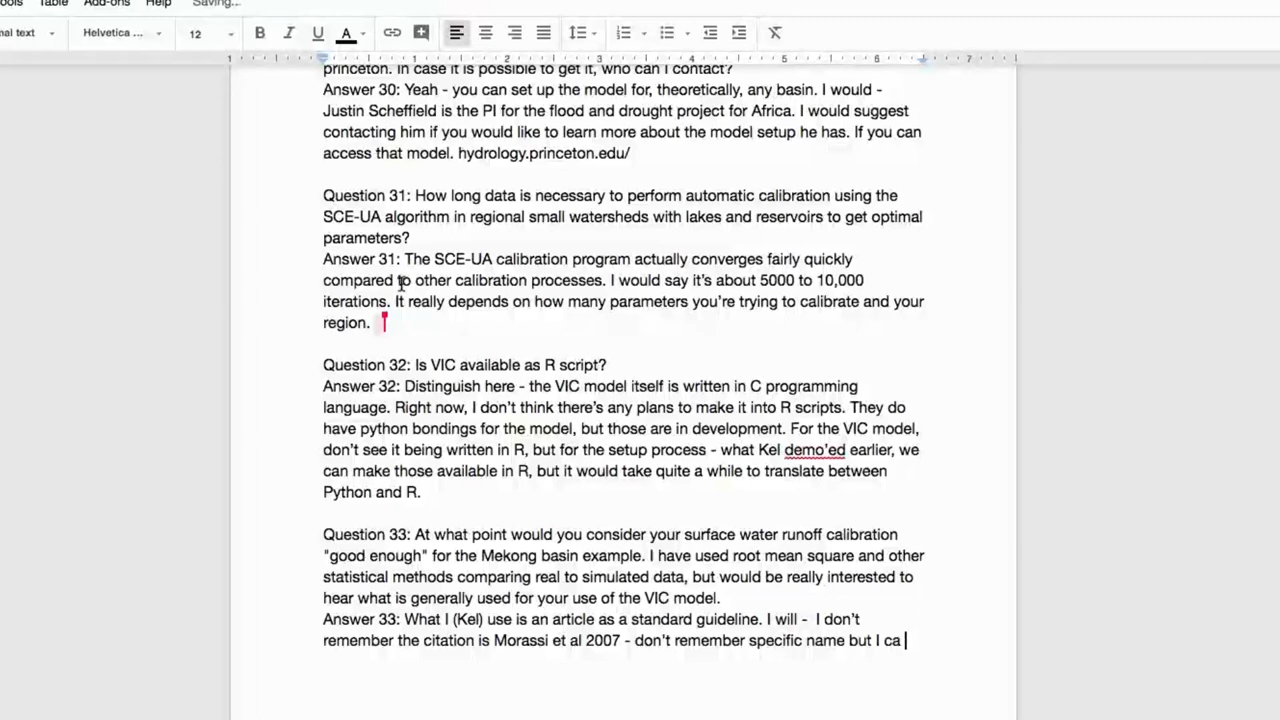 ools Table Add-ons Help Saving...
nal text Helvetica ... 12 B I U A
1 1 2 3 4 5 6 7
princeton. In case it is possible to get it, who can I contact?
Answer 30: Yeah - you can set up the model for, theoretically, any basin. I would -
Justin Scheffield is the PI for the flood and drought project for Africa. I would suggest
contacting him if you would like to learn more about the model setup he has. If you can
access that model. hydrology.princeton.edu/
Question 31: How long data is necessary to perform automatic calibration using the
SCE-UA algorithm in regional small watersheds with lakes and reservoirs to get optimal
parameters?
Answer 31: The SCE-UA calibration program actually converges fairly quickly
compared to other calibration processes. I would say it's about 5000 to 10,000
iterations. It really depends on how many parameters you're trying to calibrate and your
region.
Question 32: Is VIC available as R script?
Answer 32: Distinguish here - the VIC model itself is written in C programming
language. Right now, I don't think there's any plans to make it into R scripts. They do
have python bondings for the model, but those are in development. For the VIC model,
don't see it being written in R, but for the setup process - what Kel demo'ed earlier, we
can make those available in R, but it would take quite a while to translate between
Python and R.
Question 33: At what point would you consider your surface water runoff calibration
"good enough" for the Mekong basin example. I have used root mean square and other
statistical methods comparing real to simulated data, but would be really interested to
hear what is generally used for your use of the VIC model.
Answer 33: What I (Kel) use is an article as a standard guideline. I will - I don't
remember the citation is Morassi et al 2007 - don't remember specific name but I ca